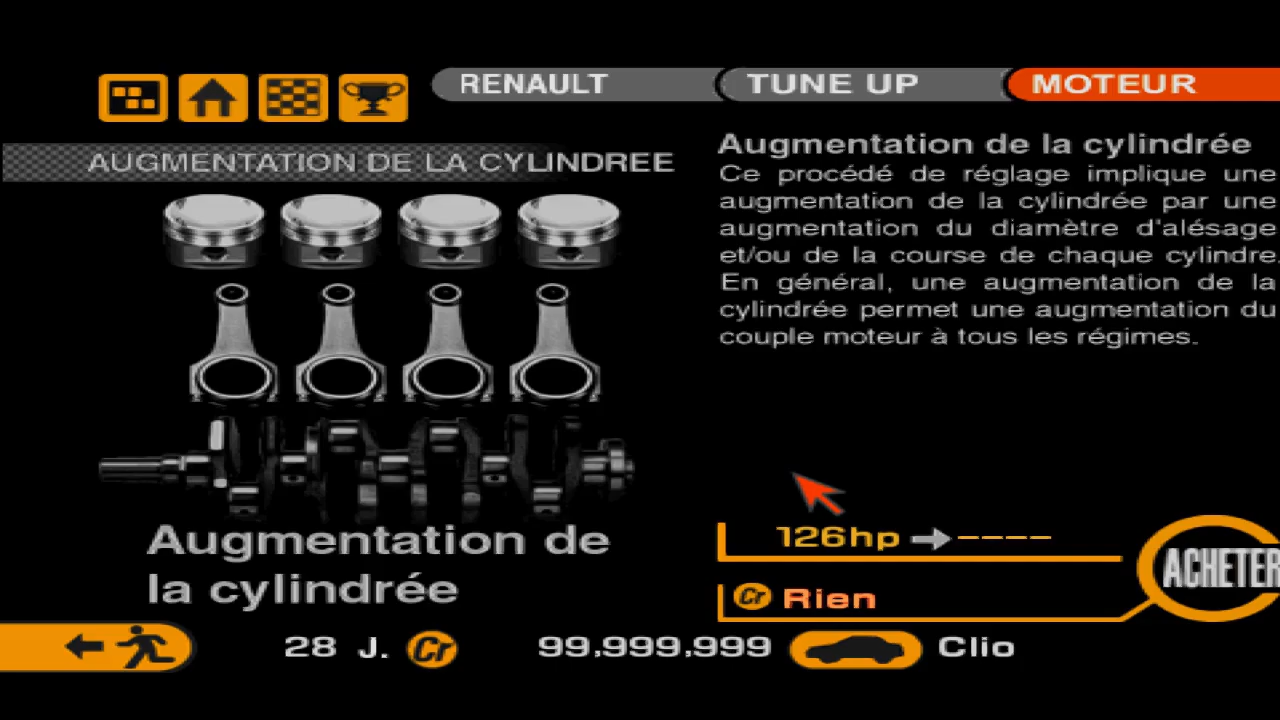 RENAULT
TUNE UP
MOTEUR
AUGMENTATION DE LA CYLINDREE
Augmentation de la cylindrée
Ce procédé de réglage implique une
augmentation de la cylindrée par une
augmentation du diamètre d'alésage
et/ou de la course de chaque cylindre.
En général, une augmentation de la
cylindrée permet une augmentation du
couple moteur à tous les régimes.
Augmentation de
la cylindrée
126hp ----
Cr Rien
ACHETER
28 J. Cr 99,999,999 Clio